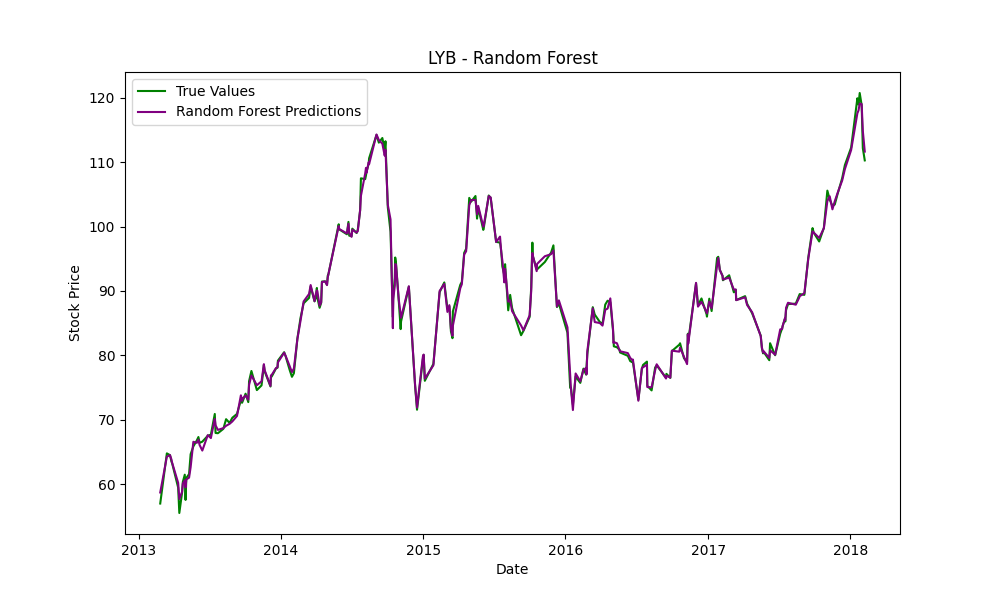 LYB - Random Forest
True Values
Random Forest Predictions
120
110
100
90
80
70
60
Stock Price
2013 2014 2015 2016 2017 2018
Date